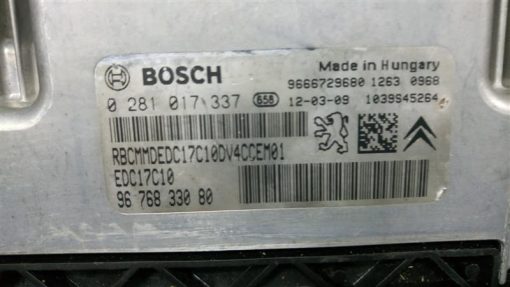 BOSCH
Made in Hungary
9666729680 1263 0968
0 281 017 337 658 12-03-09 1039S45264
RBCMMDEDC17C10DV4CCEM01
EDC17C10
96 768 330 80